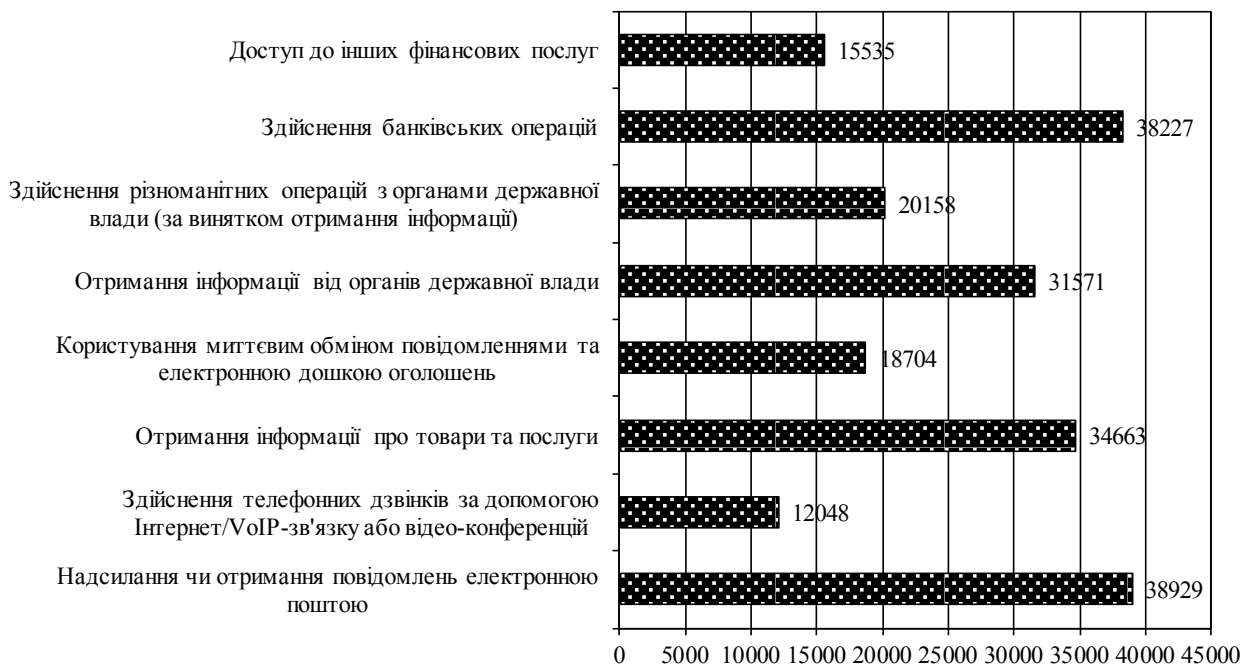 Доступ до інших фінансових послуг
15535
Здійснення банківських операцій
38227
Здійснення різноманітних операцій з органами державної
влади (за винятком отримання інформації)
20158
Отримання інформації від органів державної влади
31571
Користування миттєвим обміном повідомленнями та
електронною дошкою оголошень
18704
Отримання інформації про товари та послуги
34663
Здійснення телефонних дзвінків за допомогою
Інтернет/VoIP-зв'язку або відео-конференцій
12048
Надсилання чи отримання повідомлень електронною
поштою
38929
0 5000 10000 15000 20000 25000 30000 35000 40000 45000